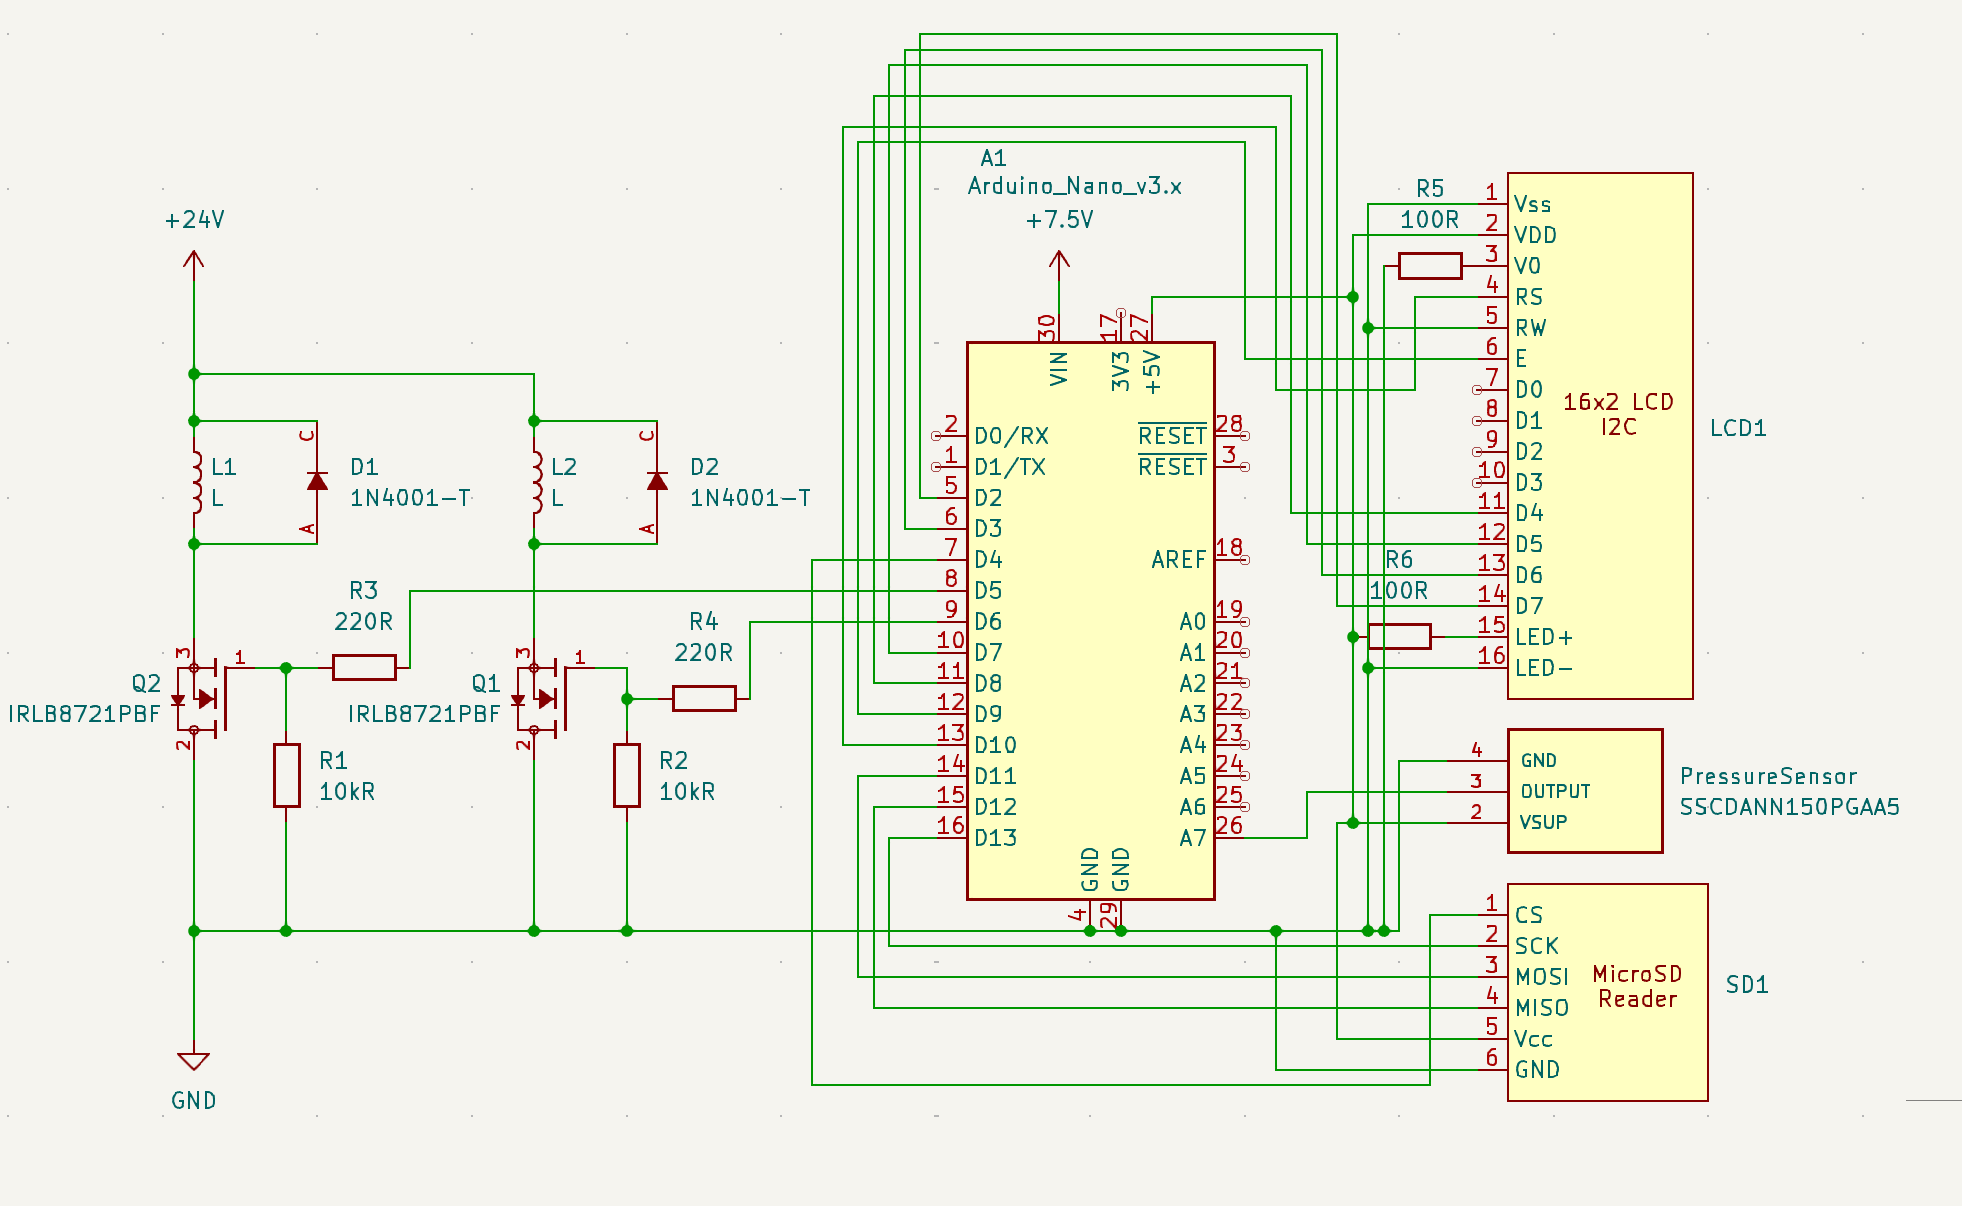 A1
Arduino_Nano_v3.x
+7.5V
+24V
L1
L
D1
1N4001-T
C
A
L2
L
D2
1N4001-T
C
A
R3
220R
R4
220R
Q2
IRLB8721PBF
3
1
2
Q1
IRLB8721PBF
3
1
2
R1
10kR
R2
10kR
GND
30
VIN
17
3V3
27
+5V
2
D0/RX
1
D1/TX
5
D2
6
D3
7
D4
8
D5
9
D6
10
D7
11
D8
12
D9
13
D10
14
D11
15
D12
16
D13
28
RESET
3
RESET
18
AREF
19
A0
20
A1
21
A2
22
A3
23
A4
24
A5
25
A6
26
A7
4
GND
29
GND
R5
100R
R6
100R
1
Vss
2
VDD
3
V0
4
RS
5
RW
6
E
7
D0
8
D1
9
D2
10
D3
11
D4
12
D5
13
D6
14
D7
15
LED+
16
LED-
16x2 LCD
I2C
LCD1
4
GND
3
OUTPUT
2
VSUP
PressureSensor
SSCDANN150PGAA5
1
CS
2
SCK
3
MOSI
4
MISO
5
Vcc
6
GND
MicroSD
Reader
SD1